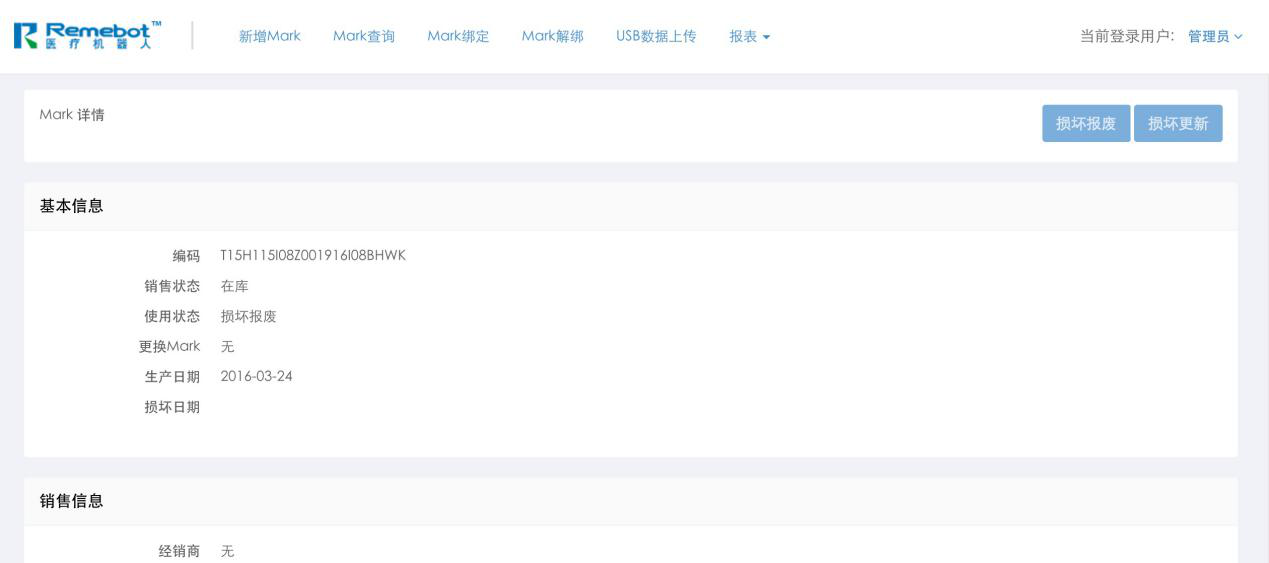 Remebot™
医疗机器人
新增Mark Mark查询 Mark绑定 Mark解绑 USB数据上传 报表
当前登录用户: 管理员
Mark 详情
损坏报废 损坏更新
基本信息
编码 T15H115I08Z001916I08BHWK
销售状态 在库
使用状态 损坏报废
更换Mark 无
生产日期 2016-03-24
损坏日期
销售信息
经销商 无